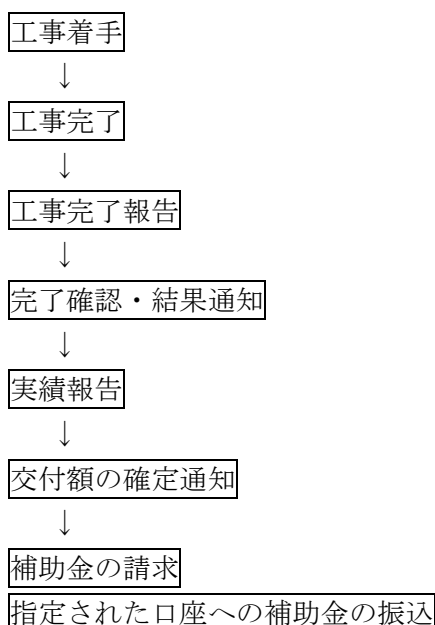 工事着手
↓
工事完了
↓
工事完了報告
↓
完了確認・結果通知
↓
実績報告
↓
交付額の確定通知
↓
補助金の請求
指定された口座への補助金の振込